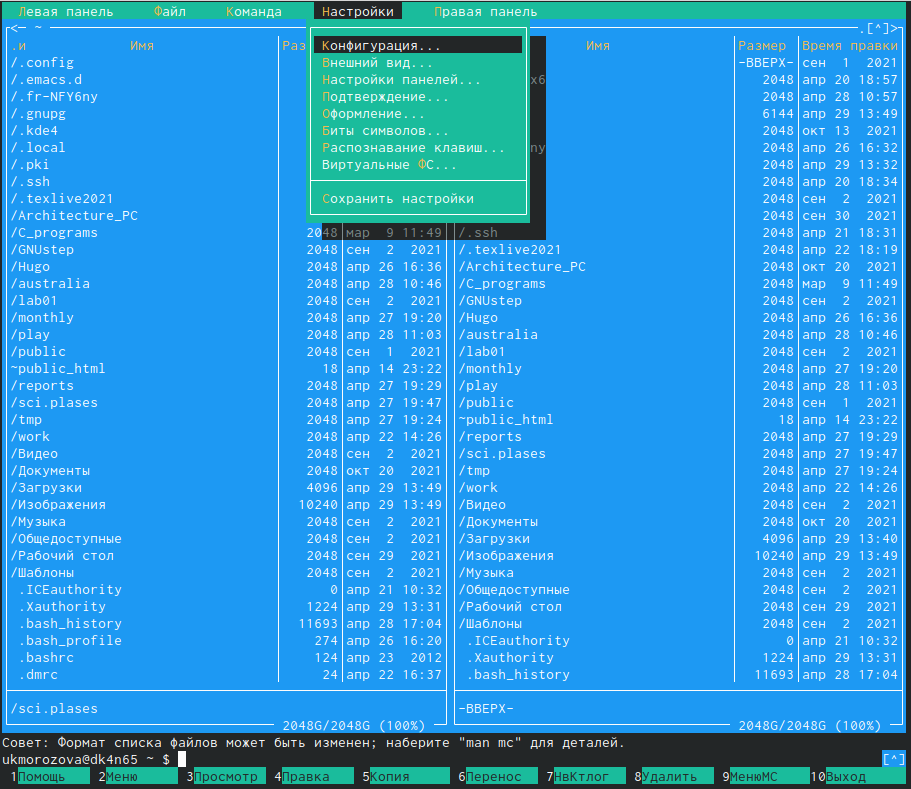 Левая панель Файл Команда Настройки Правая панель
<─ ~ .[^]>
.и Имя Раз Конфигурация... Имя Размер Время правки
/.config Внешний вид... -ВВЕРХ- сен 1 2021
/.emacs.d Настройки панелей... x6 2048 апр 20 18:57
/.fr-NFY6ny Подтверждение... 2048 апр 28 10:57
/.gnupg Оформление... 6144 апр 29 13:49
/.kde4 Биты символов... 2048 окт 13 2021
/.local Распознавание клавиш... ny 2048 апр 26 16:32
/.pki Виртуальные ФС... 2048 апр 29 13:32
/.ssh 2048 апр 20 18:34
/.texlive2021 Сохранить настройки 2048 сен 2 2021
/Architecture_PC 2048 сен 30 2021
/C_programs 2048 мар 9 11:49 /.ssh 2048 апр 21 18:31
/GNUstep 2048 сен 2 2021 /.texlive2021 2048 апр 22 18:19
/Hugo 2048 апр 26 16:36 /Architecture_PC 2048 окт 20 2021
/australia 2048 апр 28 10:46 /C_programs 2048 мар 9 11:49
/lab01 2048 сен 2 2021 /GNUstep 2048 сен 2 2021
/monthly 2048 апр 27 19:20 /Hugo 2048 апр 26 16:36
/play 2048 апр 28 11:03 /australia 2048 апр 28 10:46
/public 2048 сен 1 2021 /lab01 2048 сен 2 2021
~public_html 18 апр 14 23:22 /monthly 2048 апр 27 19:20
/reports 2048 апр 27 19:29 /play 2048 апр 28 11:03
/sci.plases 2048 апр 27 19:47 /public 2048 сен 1 2021
/tmp 2048 апр 27 19:24 ~public_html 18 апр 14 23:22
/work 2048 апр 22 14:26 /reports 2048 апр 27 19:29
/Видео 2048 сен 2 2021 /sci.plases 2048 апр 27 19:47
/Документы 2048 окт 20 2021 /tmp 2048 апр 27 19:24
/Загрузки 4096 апр 29 13:49 /work 2048 апр 22 14:26
/Изображения 10240 апр 29 13:49 /Видео 2048 сен 2 2021
/Музыка 2048 сен 2 2021 /Документы 2048 окт 20 2021
/Общедоступные 2048 сен 2 2021 /Загрузки 4096 апр 29 13:40
/Рабочий стол 2048 сен 29 2021 /Изображения 10240 апр 29 13:49
/Шаблоны 2048 сен 2 2021 /Музыка 2048 сен 2 2021
.ICEauthority 0 апр 21 10:32 /Общедоступные 2048 сен 2 2021
.Xauthority 1224 апр 29 13:31 /Рабочий стол 2048 сен 29 2021
.bash_history 11693 апр 28 17:04 /Шаблоны 2048 сен 2 2021
.bash_profile 274 апр 26 16:20 .ICEauthority 0 апр 21 10:32
.bashrc 124 апр 23 2012 .Xauthority 1224 апр 29 13:31
.dmrc 24 апр 22 16:37 .bash_history 11693 апр 28 17:04
/sci.plases -ВВЕРХ-
2048G/2048G (100%) 2048G/2048G (100%)
Совет: Формат списка файлов может быть изменен; наберите "man mc" для деталей.
ukmorozova@dk4n65 ~ $ [^]
1Помощь 2Меню 3Просмотр 4Правка 5Копия 6Перенос 7НвКтлог 8Удалить 9МенюMC 10Выход